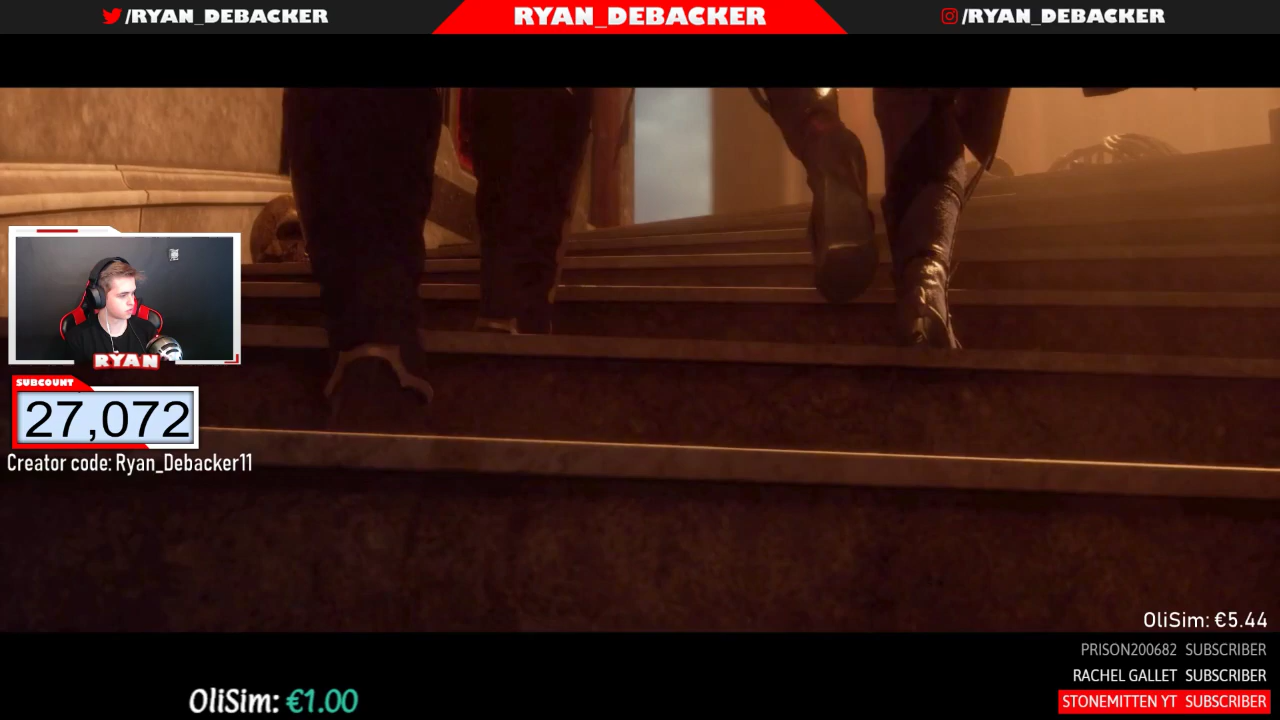 /RYAN_DEBACKER
RYAN_DEBACKER
/RYAN_DEBACKER
RYAN
SUBCOUNT
27,072
Creator code: Ryan_Debacker11
OliSim: €5.44
PRISON200682 SUBSCRIBER
RACHEL GALLET SUBSCRIBER
STONEMITTEN YT SUBSCRIBER
OliSim: €1.00